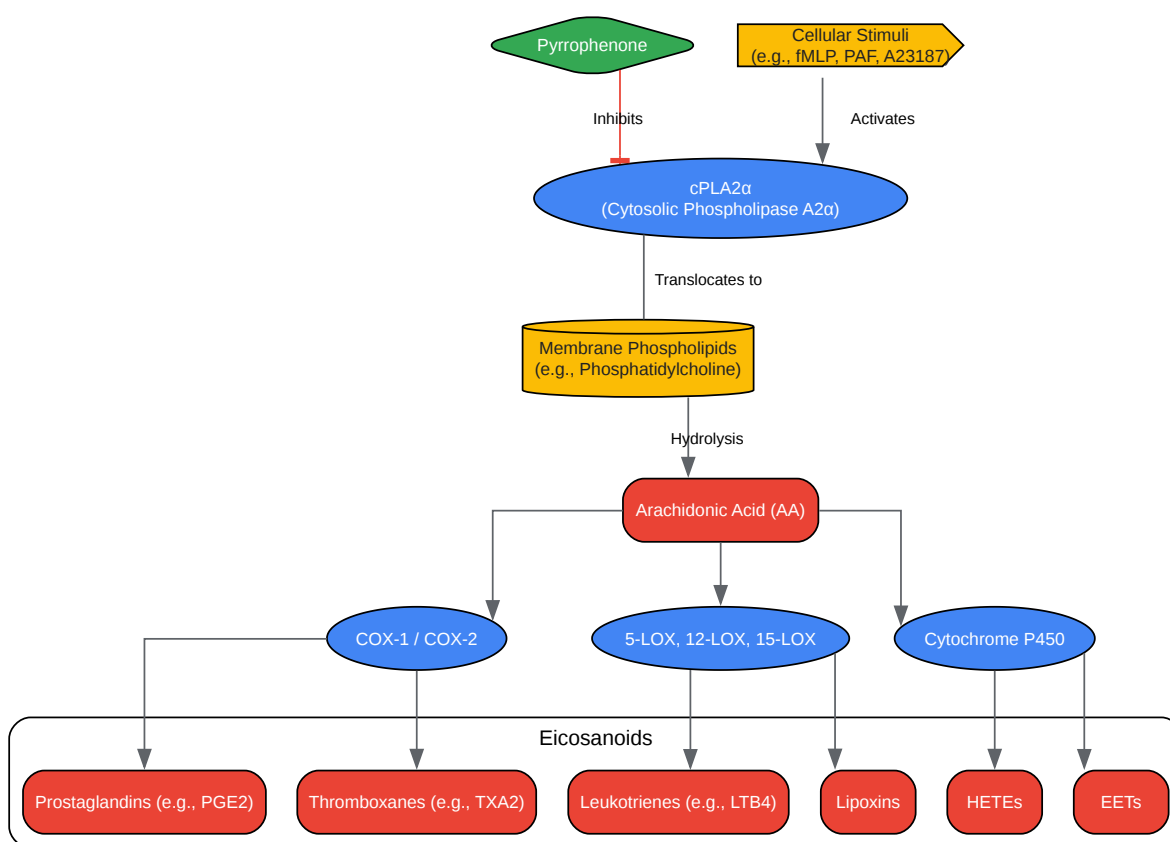 Pyrrophenone
Cellular Stimuli
(e.g., fMLP, PAF, A23187)
Inhibits
Activates
cPLA2α
(Cytosolic Phospholipase A2α)
Translocates to
Membrane Phospholipids
(e.g., Phosphatidylcholine)
Hydrolysis
Arachidonic Acid (AA)
COX-1 / COX-2
5-LOX, 12-LOX, 15-LOX
Cytochrome P450
Eicosanoids
Prostaglandins (e.g., PGE2)
Thromboxanes (e.g., TXA2)
Leukotrienes (e.g., LTB4)
Lipoxins
HETEs
EETs